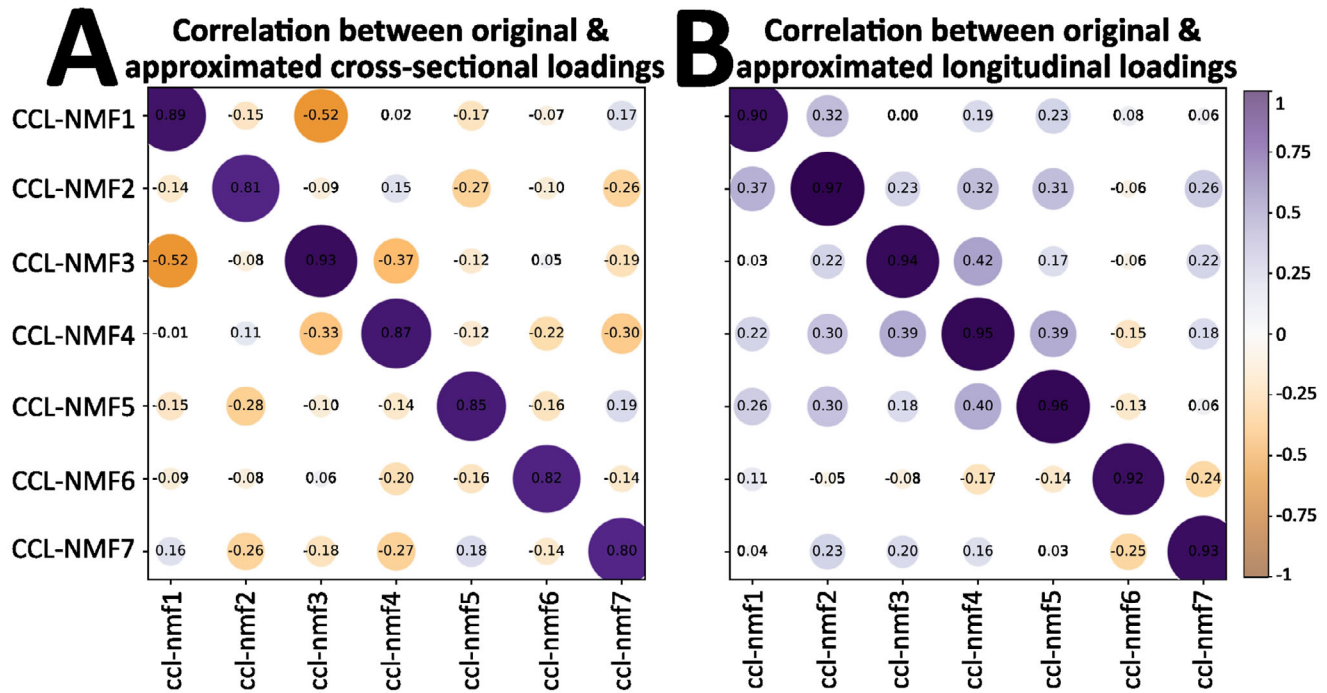 A
Correlation between original &
approximated cross-sectional loadings
B
Correlation between original &
approximated longitudinal loadings
CCL-NMF1 0.89 -0.15 -0.52 0.02 -0.17 -0.07 0.17 0.90 0.32 0.00 0.19 0.23 0.08 0.06
CCL-NMF2 -0.14 0.81 -0.09 0.15 -0.27 -0.10 -0.26 0.37 0.97 0.23 0.32 0.31 -0.06 0.26
CCL-NMF3 -0.52 -0.08 0.93 -0.37 -0.12 0.05 -0.19 0.03 0.22 0.94 0.42 0.17 -0.06 0.22
CCL-NMF4 -0.01 0.11 -0.33 0.87 -0.12 -0.22 -0.30 0.22 0.30 0.39 0.95 0.39 -0.15 0.18
CCL-NMF5 -0.15 -0.28 -0.10 -0.14 0.85 -0.16 0.19 0.26 0.30 0.18 0.40 0.96 -0.13 0.06
CCL-NMF6 -0.09 -0.08 0.06 -0.20 -0.16 0.82 -0.14 0.11 -0.05 -0.08 -0.17 -0.14 0.92 -0.24
CCL-NMF7 0.16 -0.26 -0.18 -0.27 0.18 -0.14 0.80 0.04 0.23 0.20 0.16 0.03 -0.25 0.93
ccl-nmf1 ccl-nmf2 ccl-nmf3 ccl-nmf4 ccl-nmf5 ccl-nmf6 ccl-nmf7 ccl-nmf1 ccl-nmf2 ccl-nmf3 ccl-nmf4 ccl-nmf5 ccl-nmf6 ccl-nmf7
1
0.75
0.5
0.25
0
-0.25
-0.5
-0.75
-1